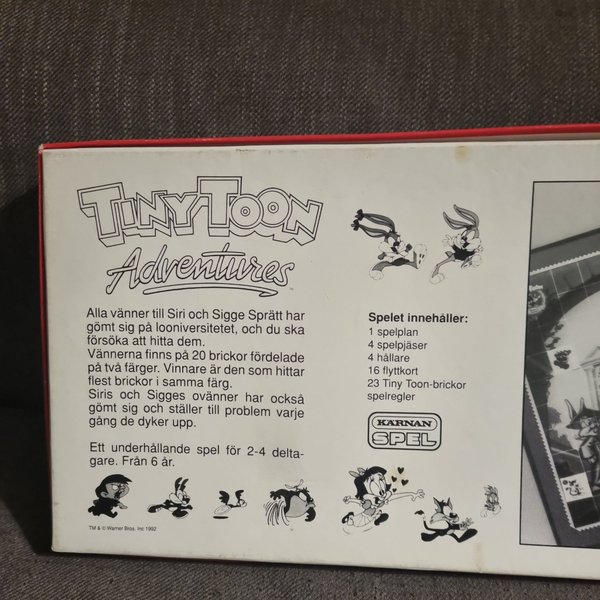 TINY TOON
Adventures
Alla vänner till Siri och Sigge Sprätt har
gömt sig på looniversitetet, och du ska
försöka att hitta dem.
Vännerna finns på 20 brickor fördelade
på två färger. Vinnare är den som hittar
flest brickor i samma färg.
Siris och Sigges ovänner har också
gömt sig och ställer till problem varje
gång de dyker upp.
Ett underhållande spel för 2-4 delta-
gare. Från 6 år.
TM & © Warner Bros. Inc 1992
Spelet innehåller:
1 spelplan
4 spelpjäser
4 hållare
16 flyttkort
23 Tiny Toon-brickor
spelregler
KÄRNAN
SPEL